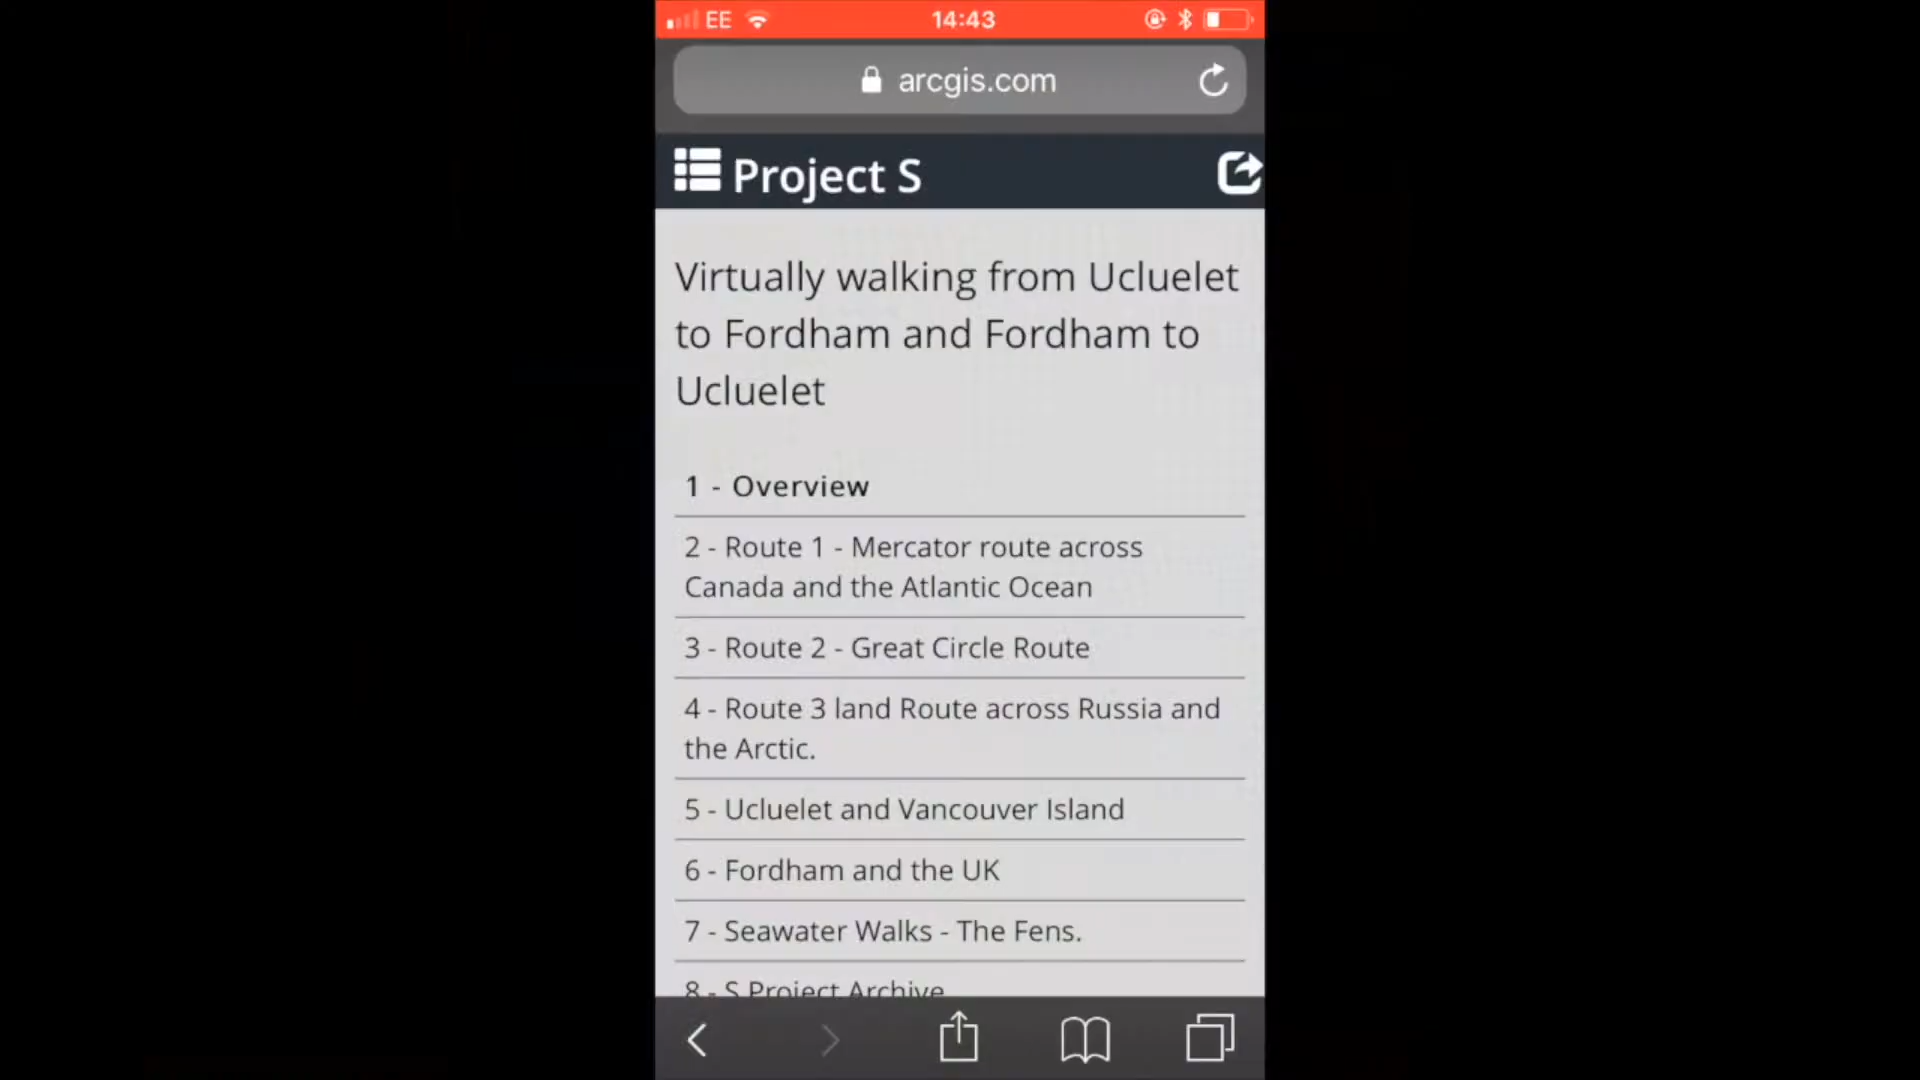 EE
14:43
arcgis.com
Project S
Virtually walking from Ucluelet
to Fordham and Fordham to
Ucluelet
1 - Overview
2 - Route 1 - Mercator route across
Canada and the Atlantic Ocean
3 - Route 2 - Great Circle Route
4 - Route 3 land Route across Russia and
the Arctic.
5 - Ucluelet and Vancouver Island
6 - Fordham and the UK
7 - Seawater Walks - The Fens.
8 - S Project Archive